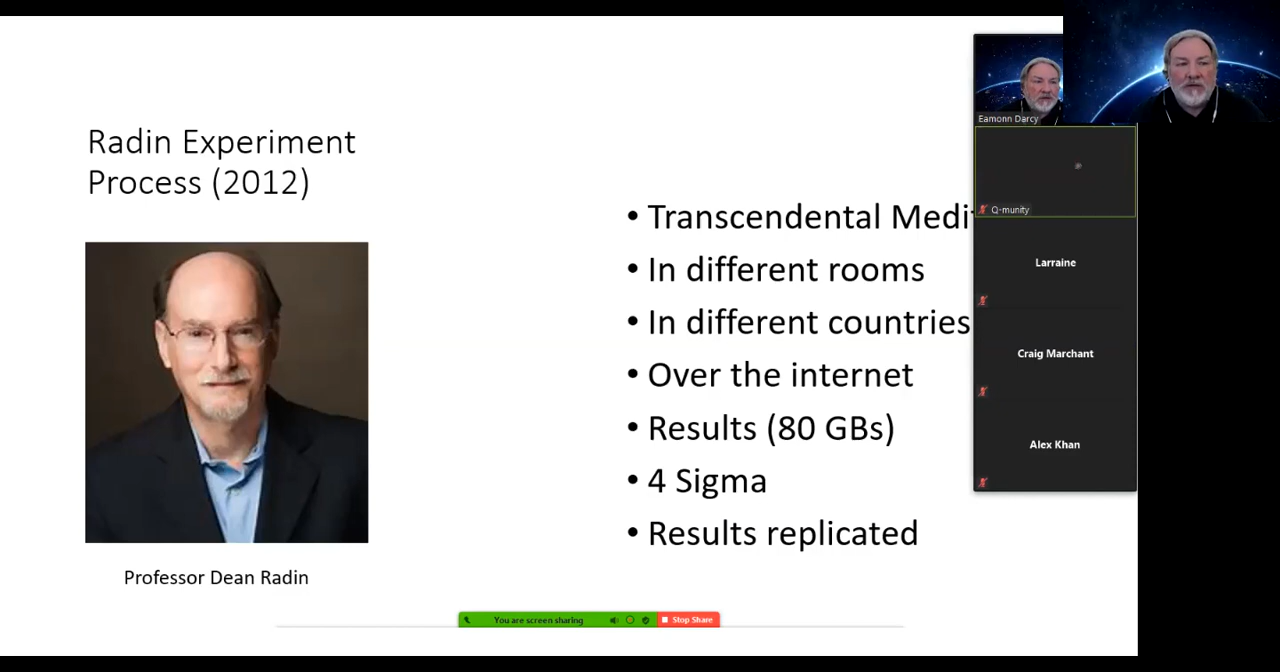 Radin Experiment
Process (2012)
Professor Dean Radin
• Transcendental Medi
• In different rooms
• In different countries
• Over the internet
• Results (80 GBs)
• 4 Sigma
• Results replicated
Eamonn Darcy
Q-munity
Larraine
Craig Marchant
Alex Khan
You are screen sharing
Stop Share